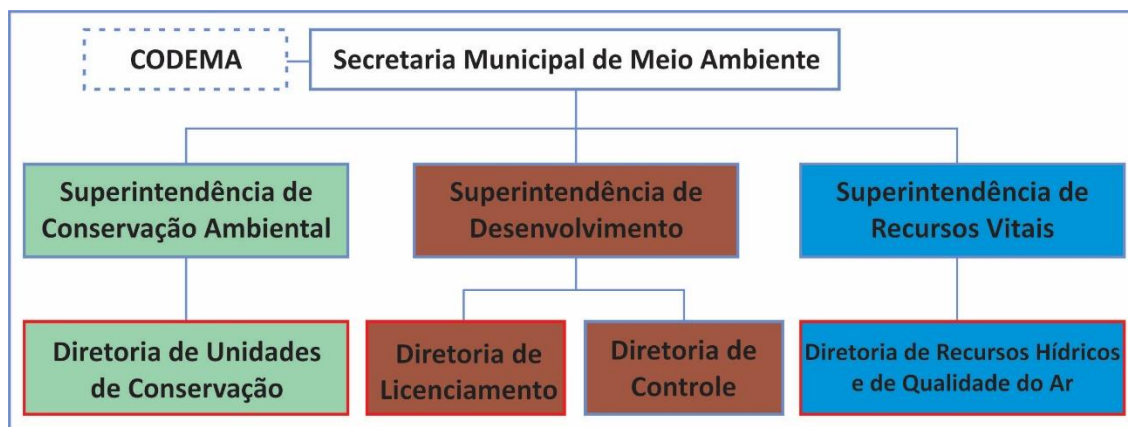 CODEMA
Secretaria Municipal de Meio Ambiente
Superintendência de
Conservação Ambiental
Superintendência de
Desenvolvimento
Superintendência de
Recursos Vitais
Diretoria de Unidades
de Conservação
Diretoria de
Licenciamento
Diretoria de
Controle
Diretoria de Recursos Hídricos
e de Qualidade do Ar